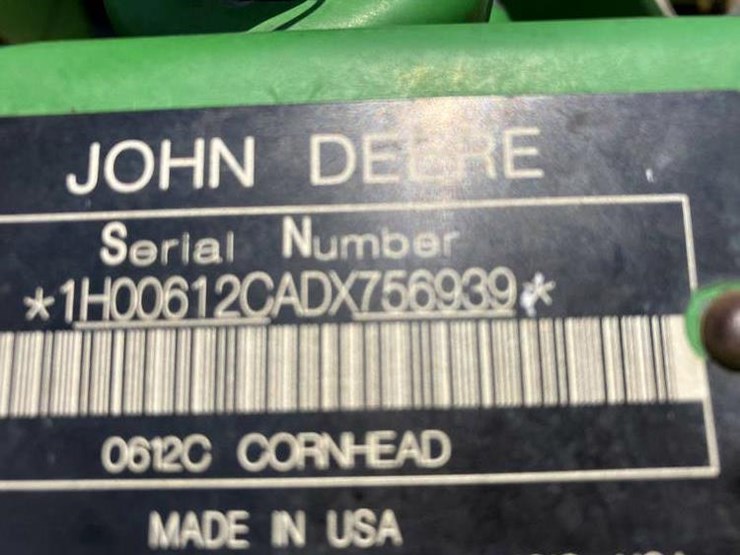 JOHN DEERE
Serial Number
*1H00612CADX756939*
0612C CORNHEAD
MADE IN USA